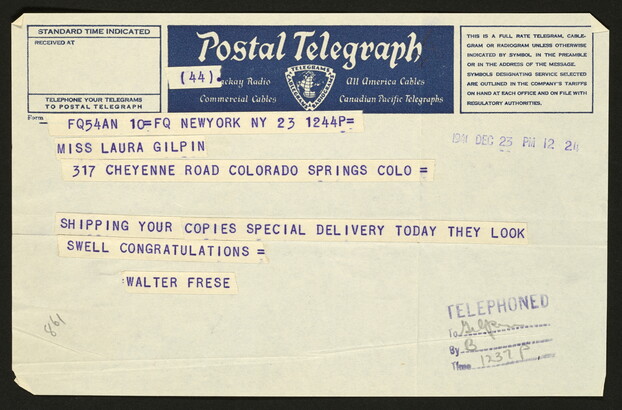 STANDARD TIME INDICATED
RECEIVED AT
TELEPHONE YOUR TELEGRAMS
TO POSTAL TELEGRAPH
Form
Postal Telegraph
(44).
ckay Radio
All America Cables
Commercial Cables
Canadian Pacific Telegraphs
THIS IS A FULL RATE TELEGRAM, CABLE-
GRAM OR RADIOGRAM UNLESS OTHERWISE
INDICATED BY SYMBOL IN THE PREAMBLE
OR IN THE ADDRESS OF THE MESSAGE.
SYMBOLS DESIGNATING SERVICE SELECTED
ARE OUTLINED IN THE COMPANY'S TARIFFS
ON HAND AT EACH OFFICE AND ON FILE WITH
REGULATORY AUTHORITIES.
FQ54AN 10=FQ NEWYORK NY 23 1244P=
1941 DEC 23 PM 12 24
MISS LAURA GILPIN
317 CHEYENNE ROAD COLORADO SPRINGS COLO =
SHIPPING YOUR COPIES SPECIAL DELIVERY TODAY THEY LOOK
SWELL CONGRATULATIONS =
WALTER FRESE
861
TELEPHONED
To Gilpin
By B
Time 1237 P